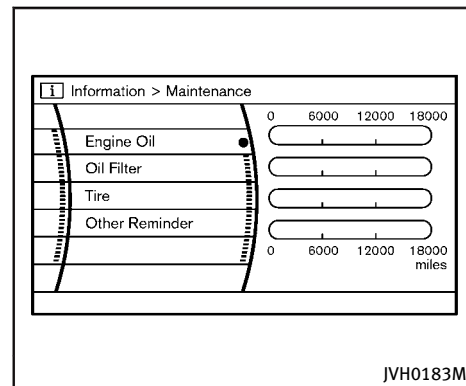 i Information > Maintenance
0 6000 12000 18000
Engine Oil
Oil Filter
Tire
Other Reminder
0 6000 12000 18000
miles
JVH0183M